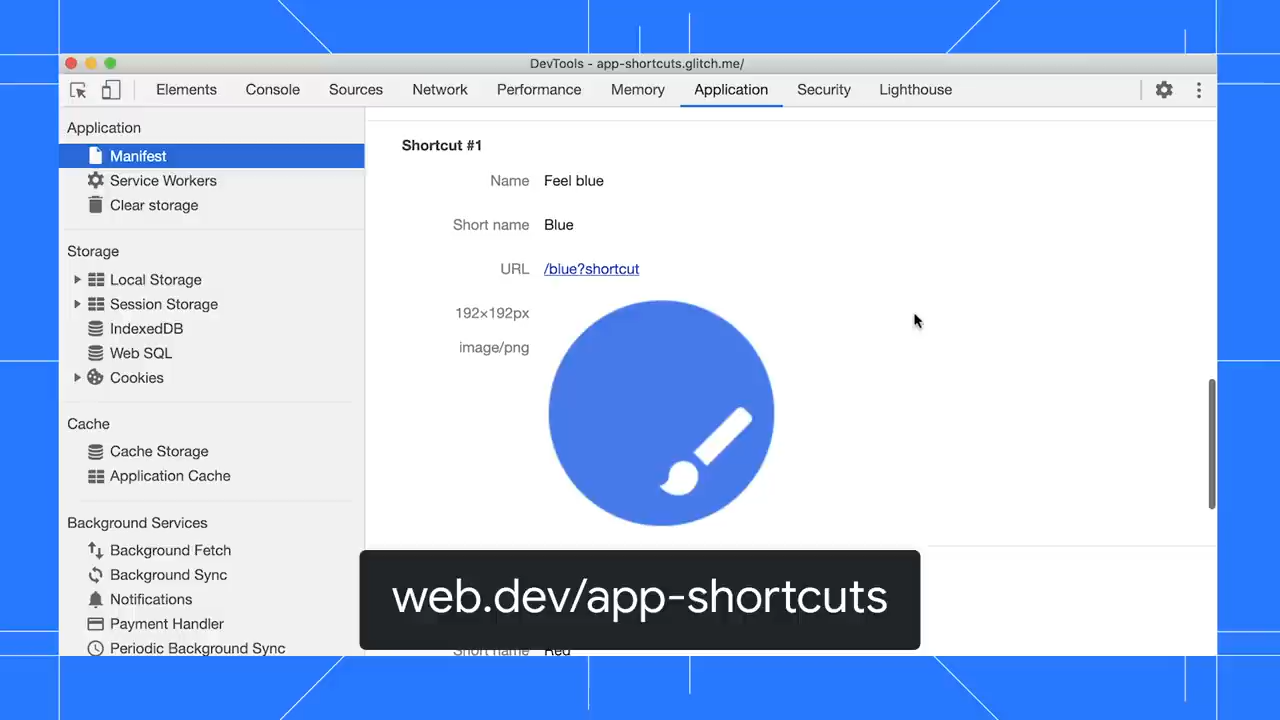 DevTools - app-shortcuts.glitch.me/
Elements Console Sources Network Performance Memory Application Security Lighthouse
Application
Manifest
Service Workers
Clear storage
Storage
Local Storage
Session Storage
IndexedDB
Web SQL
Cookies
Cache
Cache Storage
Application Cache
Background Services
Background Fetch
Background Sync
Notifications
Payment Handler
Periodic Background Sync
Shortcut #1
Name Feel blue
Short name Blue
URL /blue?shortcut
192×192px
image/png
web.dev/app-shortcuts
Short name Red